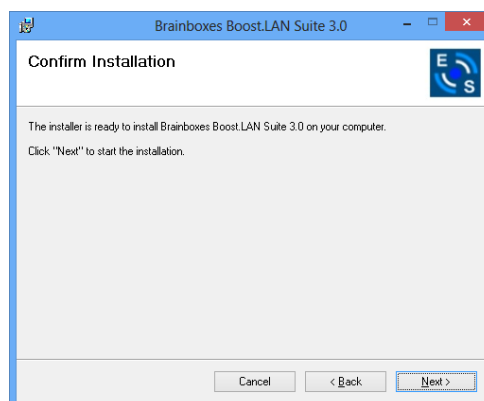 Brainboxes Boost.LAN Suite 3.0
Confirm Installation
E
S
The installer is ready to install Brainboxes Boost.LAN Suite 3.0 on your computer.
Click "Next" to start the installation.
Cancel
< Back
Next >